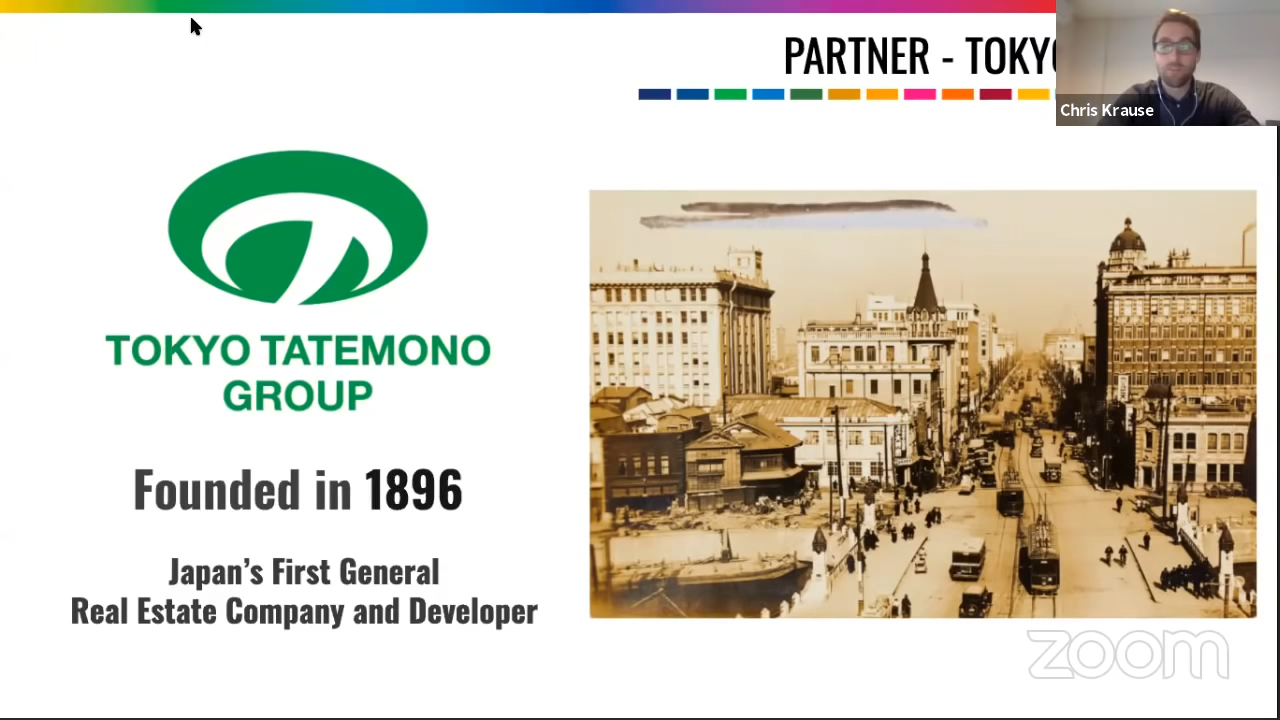 PARTNER - TOKYO
Chris Krause
TOKYO TATEMONO
GROUP
Founded in 1896
Japan's First General
Real Estate Company and Developer
zoom